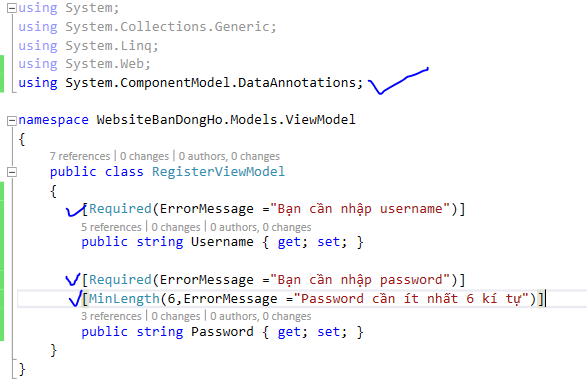 using System;
using System.Collections.Generic;
using System.Linq;
using System.Web;
using System.ComponentModel.DataAnnotations;
namespace WebsiteBanDongHo.Models.ViewModel
{
7 references | 0 changes | 0 authors, 0 changes
public class RegisterViewModel
{
[Required(ErrorMessage ="Bạn cần nhập username")]
5 references | 0 changes | 0 authors, 0 changes
public string Username { get; set; }
[Required(ErrorMessage ="Bạn cần nhập password")]
[MinLength(6,ErrorMessage ="Password cần ít nhất 6 kí tự")]
3 references | 0 changes | 0 authors, 0 changes
public string Password { get; set; }
}
}